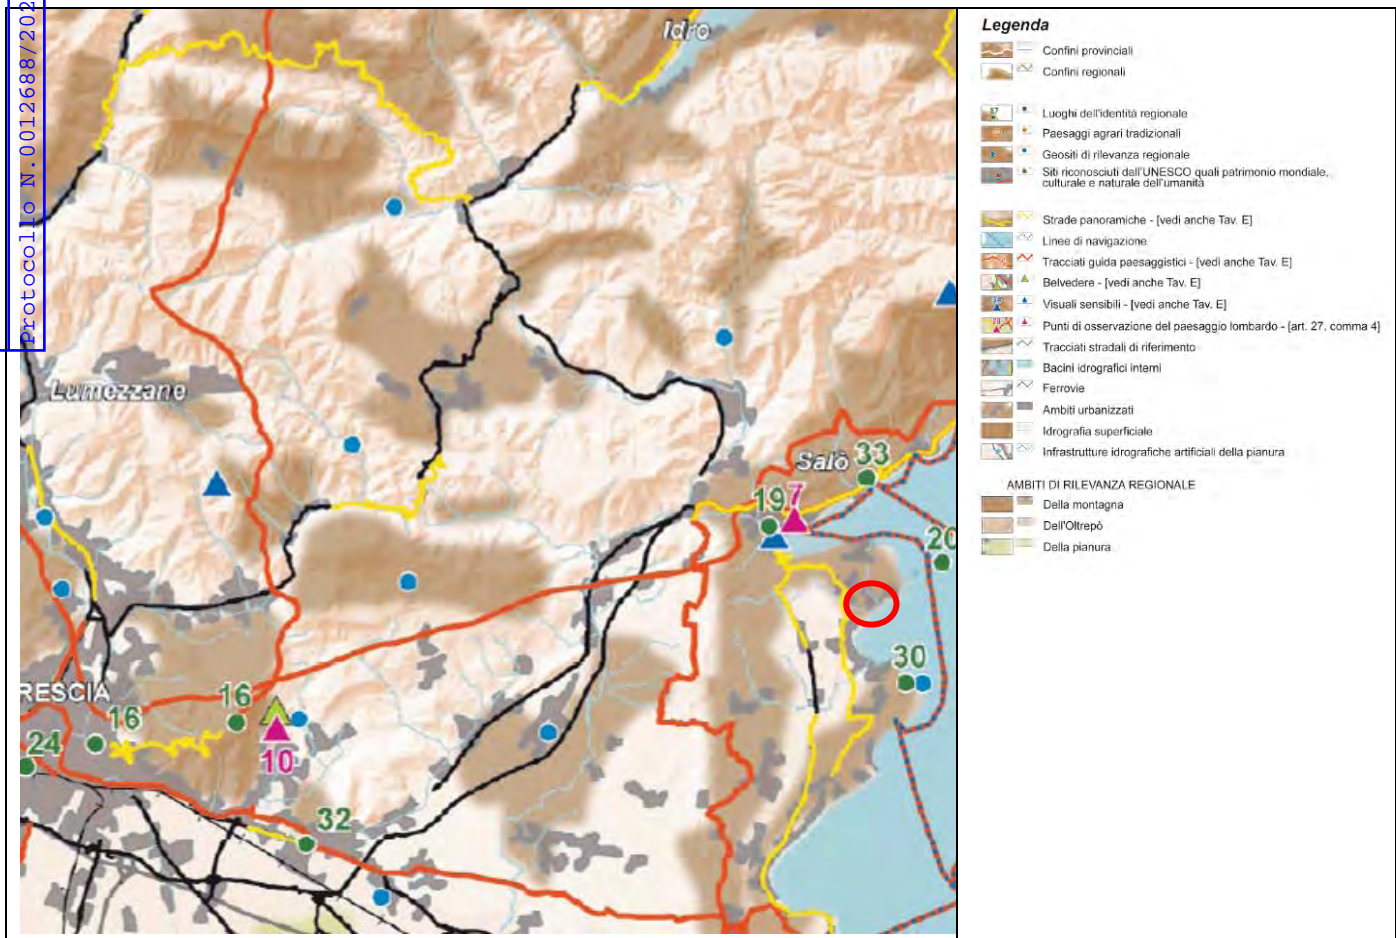 Protocollo N.0012688/202
Idro
Lumezzane
Salò
33
19
7
20
30
RESCIA
16
16
24
10
32
Legenda
Confini provinciali
Confini regionali
Luoghi dell'identità regionale
Paesaggi agrari tradizionali
Geositi di rilevanza regionale
Siti riconosciuti dall'UNESCO quali patrimonio mondiale,
culturale e naturale dell'umanità
Strade panoramiche - [vedi anche Tav. E]
Linee di navigazione
Tracciati guida paesaggistici - [vedi anche Tav. E]
Belvedere - [vedi anche Tav. E]
Visuali sensibili - [vedi anche Tav. E]
Punti di osservazione del paesaggio lombardo - [art. 27, comma 4]
Tracciati stradali di riferimento
Bacini idrografici interni
Ferrovie
Ambiti urbanizzati
Idrografia superficiale
Infrastrutture idrografiche artificiali della pianura
AMBITI DI RILEVANZA REGIONALE
Della montagna
Dell'Oltrepò
Della pianura